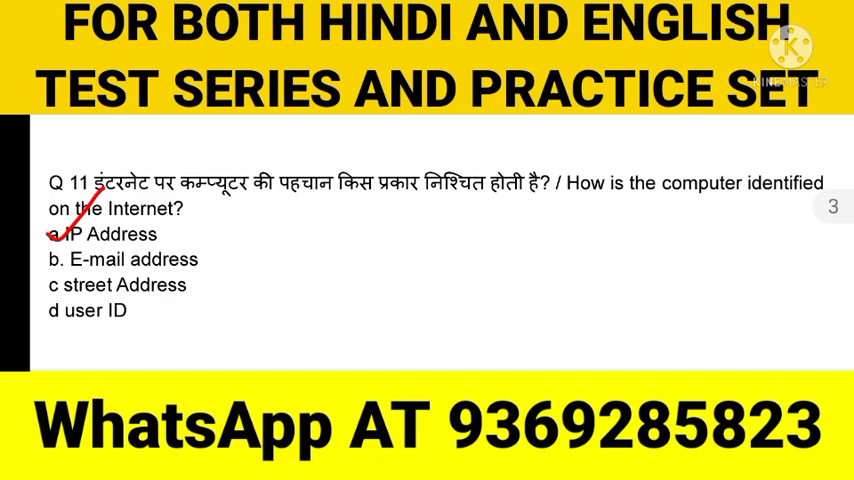 FOR BOTH HINDI AND ENGLISH
TEST SERIES AND PRACTICE SET
K
KINEMASTER
Q 11 इंटरनेट पर कम्प्यूटर की पहचान किस प्रकार निश्चित होती है? / How is the computer identified
on the Internet?
3
a IP Address
b. E-mail address
c street Address
d user ID
WhatsApp AT 9369285823